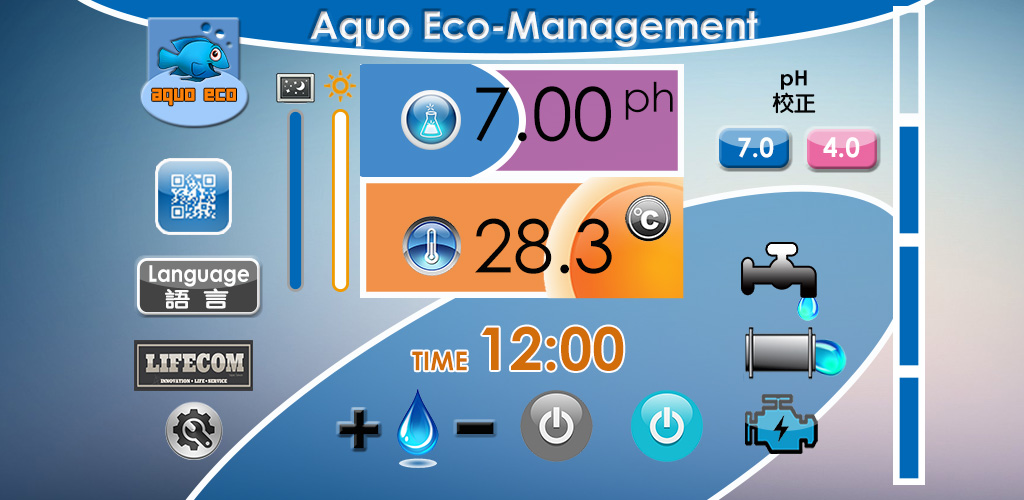 Aquo Eco-Management
aquo eco
7.00 ph
pH
校正
7.0
4.0
28.3
°C
Language
語 言
LIFECOM
INNOVATION • LIFE • SERVICE
TIME 12:00